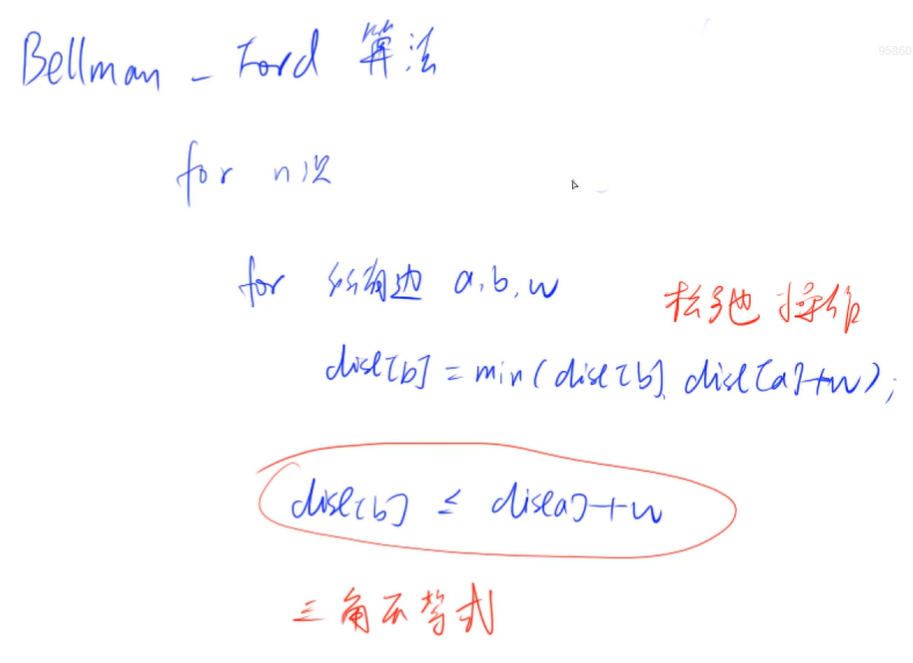 Bellman - Ford 算法
95860
for n次
for 所有边 a,b,w
松弛操作
dist[b] = min(dist[b], dist[a]+w);
dist[b] ≤ dist[a]+w
三角不等式